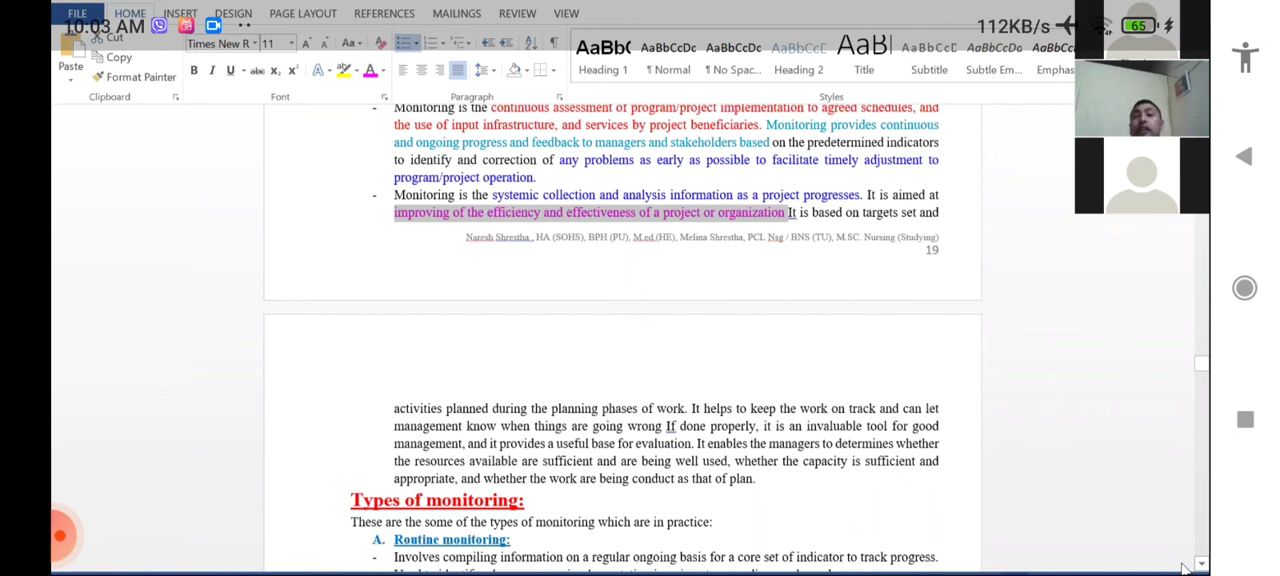 FILE HOME INSERT DESIGN PAGE LAYOUT REFERENCES MAILINGS REVIEW VIEW
10:03 AM 112KB/s 65
Cut
Copy
Format Painter
Paste
Times New R 11 Aa
B I U abc X₂ X² A A
AaBb( AaBbCcDc AaBbCcDc AaBbCcE AaB AaBbCcD AaBbCcDc AaBbCcDc
Heading 1 ¶ Normal ¶ No Spac... Heading 2 Title Subtitle Subtle Em... Emphas
Clipboard Font Paragraph Styles
- Monitoring is the continuous assessment of program/project implementation to agreed schedules, and
the use of input infrastructure, and services by project beneficiaries. Monitoring provides continuous
and ongoing progress and feedback to managers and stakeholders based on the predetermined indicators
to identify and correction of any problems as early as possible to facilitate timely adjustment to
program/project operation.
- Monitoring is the systemic collection and analysis information as a project progresses. It is aimed at
improving of the efficiency and effectiveness of a project or organization It is based on targets set and
Naresh Shrestha , HA (SOHS), BPH (PU), M.ed.(HE), Melina Shrestha, PCL Nsg / BNS (TU), M.SC. Nursing (Studying)
19
activities planned during the planning phases of work. It helps to keep the work on track and can let
management know when things are going wrong If done properly, it is an invaluable tool for good
management, and it provides a useful base for evaluation. It enables the managers to determines whether
the resources available are sufficient and are being well used, whether the capacity is sufficient and
appropriate, and whether the work are being conduct as that of plan.
Types of monitoring:
These are the some of the types of monitoring which are in practice:
A. Routine monitoring:
- Involves compiling information on a regular ongoing basis for a core set of indicator to track progress.